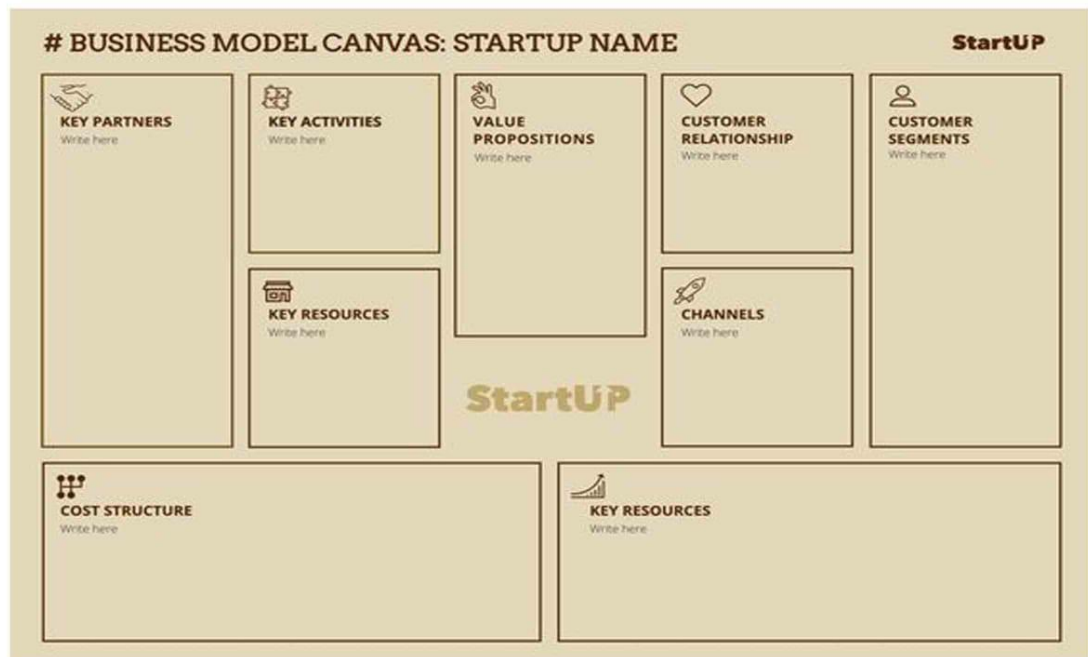 # BUSINESS MODEL CANVAS: STARTUP NAME
StartUP
KEY PARTNERS
Write here
KEY ACTIVITIES
Write here
VALUE
PROPOSITIONS
Write here
CUSTOMER
RELATIONSHIP
Write here
CUSTOMER
SEGMENTS
Write here
KEY RESOURCES
Write here
CHANNELS
Write here
StartUP
COST STRUCTURE
Write here
KEY RESOURCES
Write here